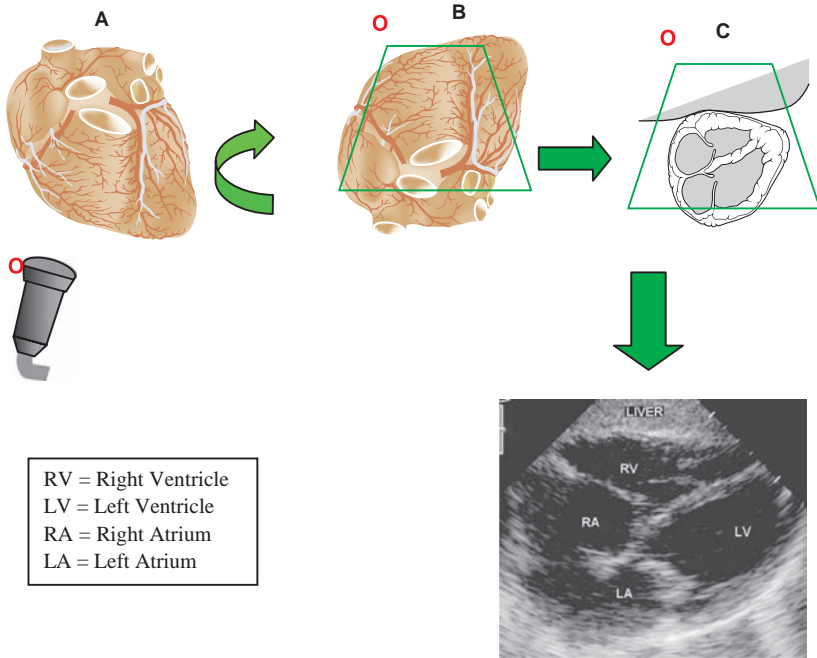 A
B
C
O
O
O
LIVER
RV
RA
LV
LA
RV = Right Ventricle
LV = Left Ventricle
RA = Right Atrium
LA = Left Atrium